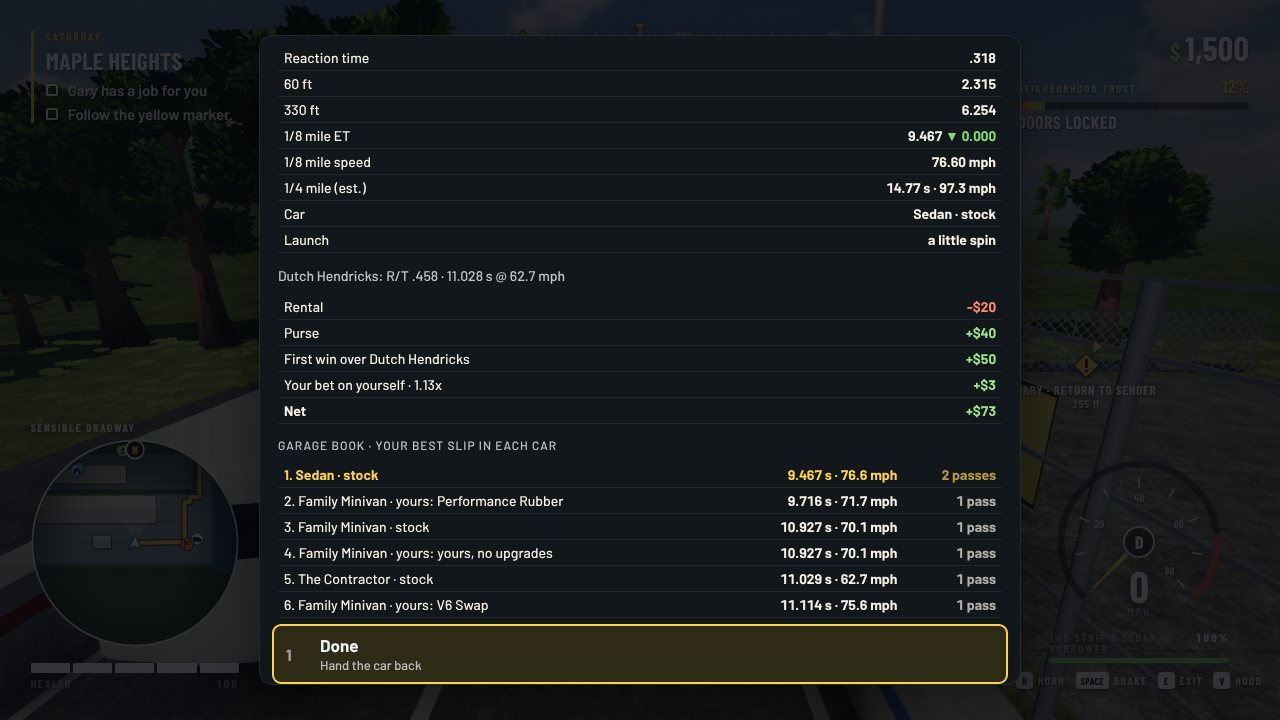 SATURDAY
MAPLE HEIGHTS
Gary has a job for you
Follow the yellow marker.
$1,500
NEIGHBORHOOD TRUST 12%
DOORS LOCKED
Reaction time .318
60 ft 2.315
330 ft 6.254
1/8 mile ET 9.467 ▼ 0.000
1/8 mile speed 76.60 mph
1/4 mile (est.) 14.77 s · 97.3 mph
Car Sedan · stock
Launch a little spin
Dutch Hendricks: R/T .458 · 11.028 s @ 62.7 mph
Rental -$20
Purse +$40
First win over Dutch Hendricks +$50
Your bet on yourself · 1.13x +$3
Net +$73
GARAGE BOOK · YOUR BEST SLIP IN EACH CAR
1. Sedan · stock 9.467 s · 76.6 mph 2 passes
2. Family Minivan · yours: Performance Rubber 9.716 s · 71.7 mph 1 pass
3. Family Minivan · stock 10.927 s · 70.1 mph 1 pass
4. Family Minivan · yours: yours, no upgrades 10.927 s · 70.1 mph 1 pass
5. The Contractor · stock 11.029 s · 62.7 mph 1 pass
6. Family Minivan · yours: V6 Swap 11.114 s · 75.6 mph 1 pass
1 Done
Hand the car back
ARY · RETURN TO SENDER
255 M
SENSIBLE DRAGWAY
N
HEALTH 100
20 40 60 80
D
0
MPH
THE STRIP'S SEDAN 100%
BORROWED
H HORN SPACE BRAKE E EXIT V HOOD